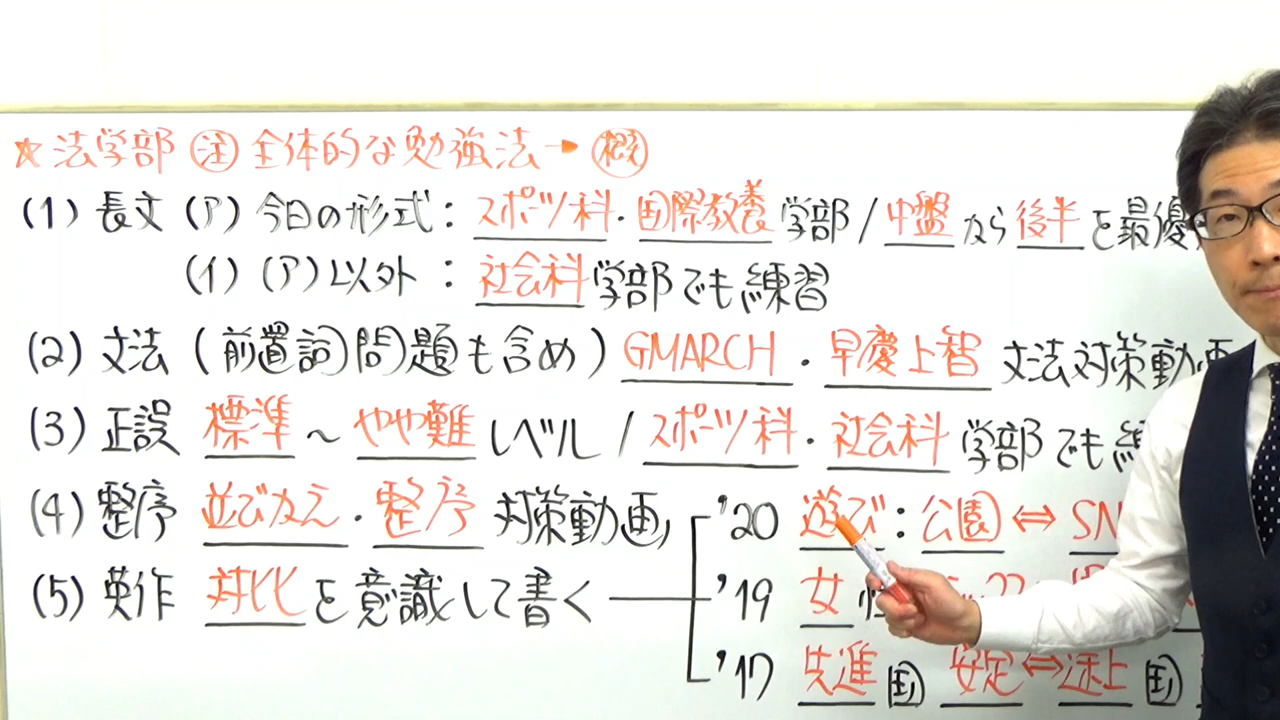 ★法学部 注 全体的な勉強法→概
(1)長文(ア)今日の形式:スポーツ科・国際教養学部/中盤なら後半を最優
(イ)(ア)以外:社会科学部でも練習
(2)文法(前置詞問題も含め)GMARCH・早慶上智文法対策動画
(3)正誤 標準~やや難レベル/スポーツ科・社会科学部でも練
(4)整序 並びかえ・整序対策動画
(5)英作 対比を意識して書く
'20 遊び:公園⇔SN
'19 女性
'17 先進国 安定⇔途上国